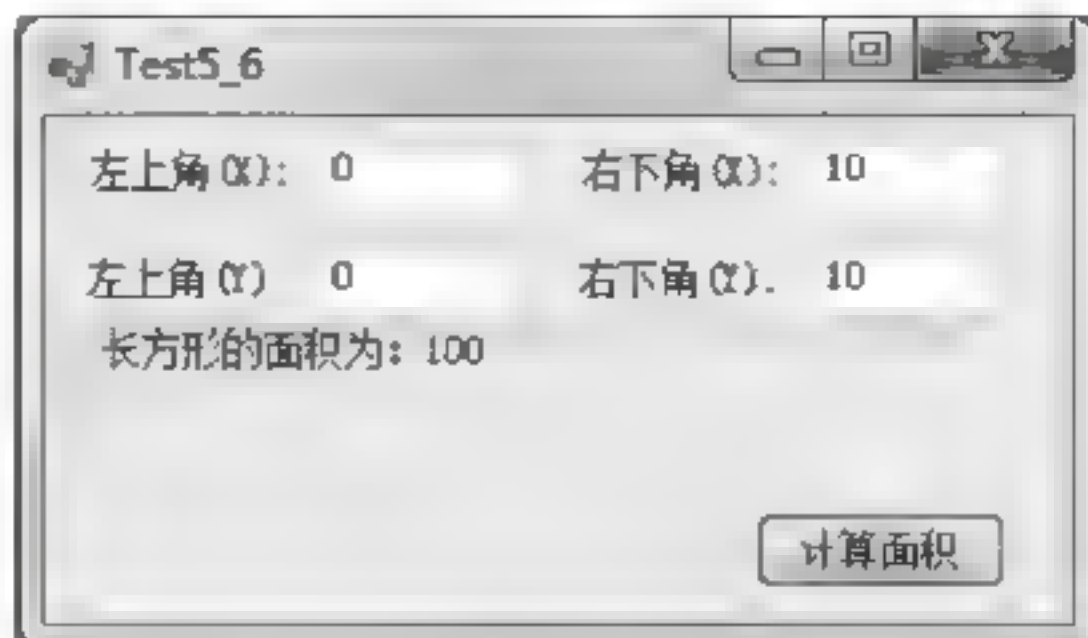 Test5_6
左上角(X): 0 右下角(X): 10
左上角(Y) 0 右下角(Y). 10
长方形的面积为: 100
计算面积